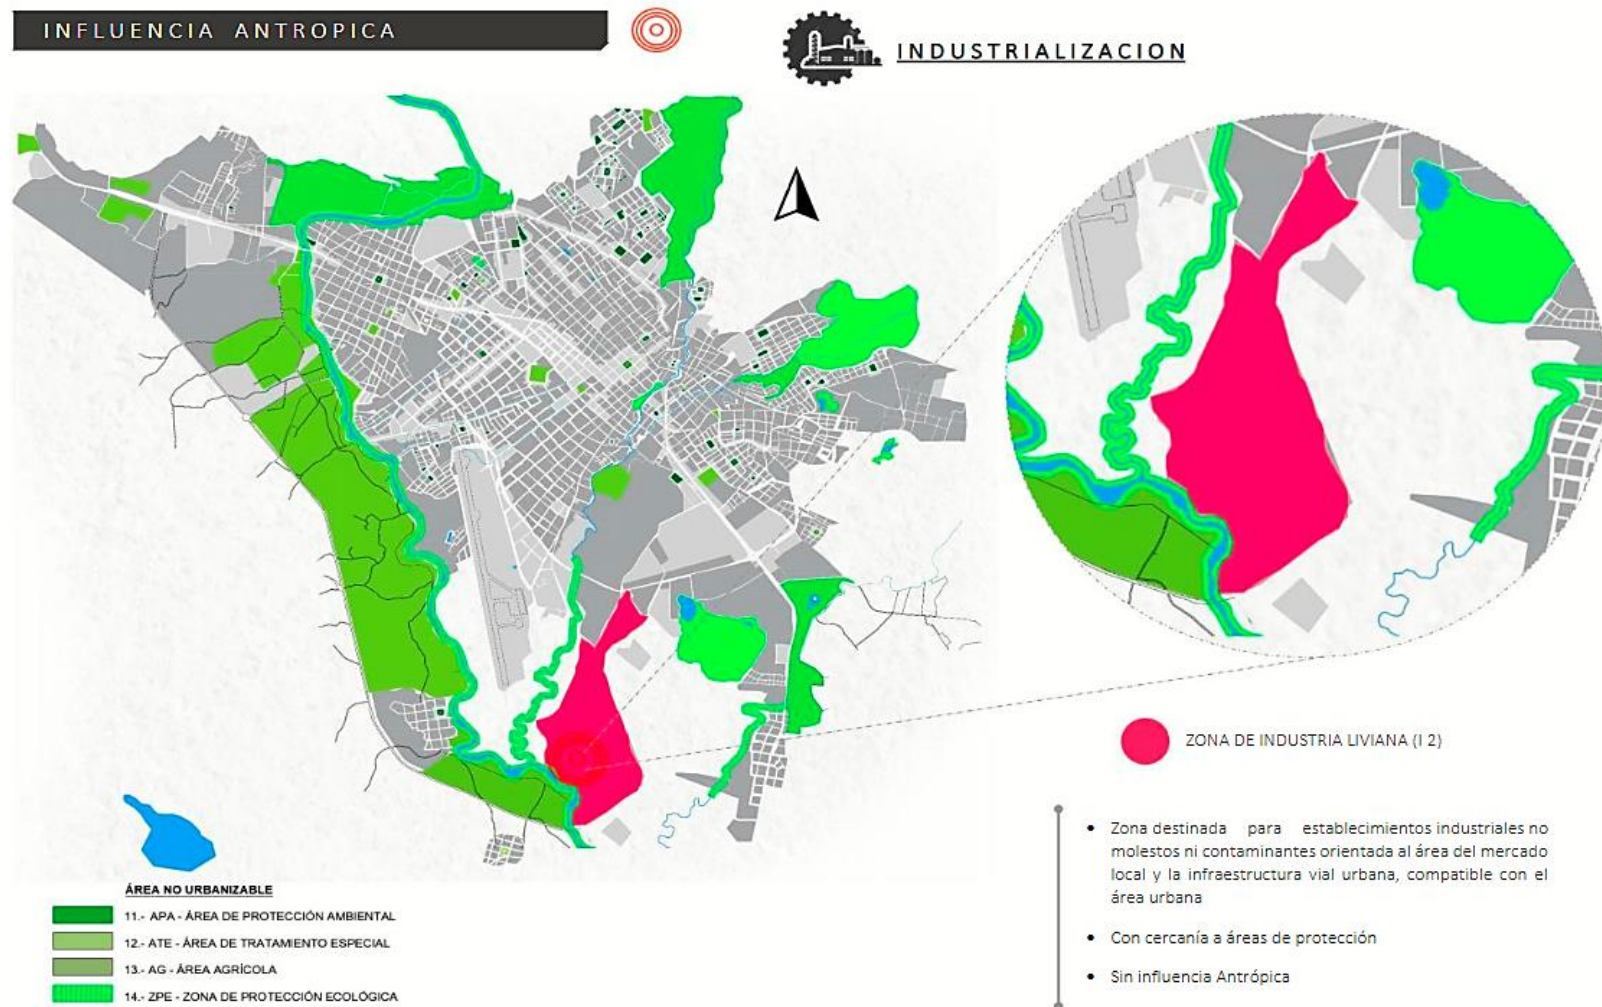 INFLUENCIA ANTROPICA
INDUSTRIALIZACION
ZONA DE INDUSTRIA LIVIANA (I 2)
• Zona destinada para establecimientos industriales no
molestos ni contaminantes orientada al área del mercado
local y la infraestructura vial urbana, compatible con el
área urbana
• Con cercanía a áreas de protección
• Sin influencia Antrópica
ÁREA NO URBANIZABLE
11.- APA - ÁREA DE PROTECCIÓN AMBIENTAL
12.- ATE - ÁREA DE TRATAMIENTO ESPECIAL
13.- AG - ÁREA AGRÍCOLA
14.- ZPE - ZONA DE PROTECCIÓN ECOLÓGICA